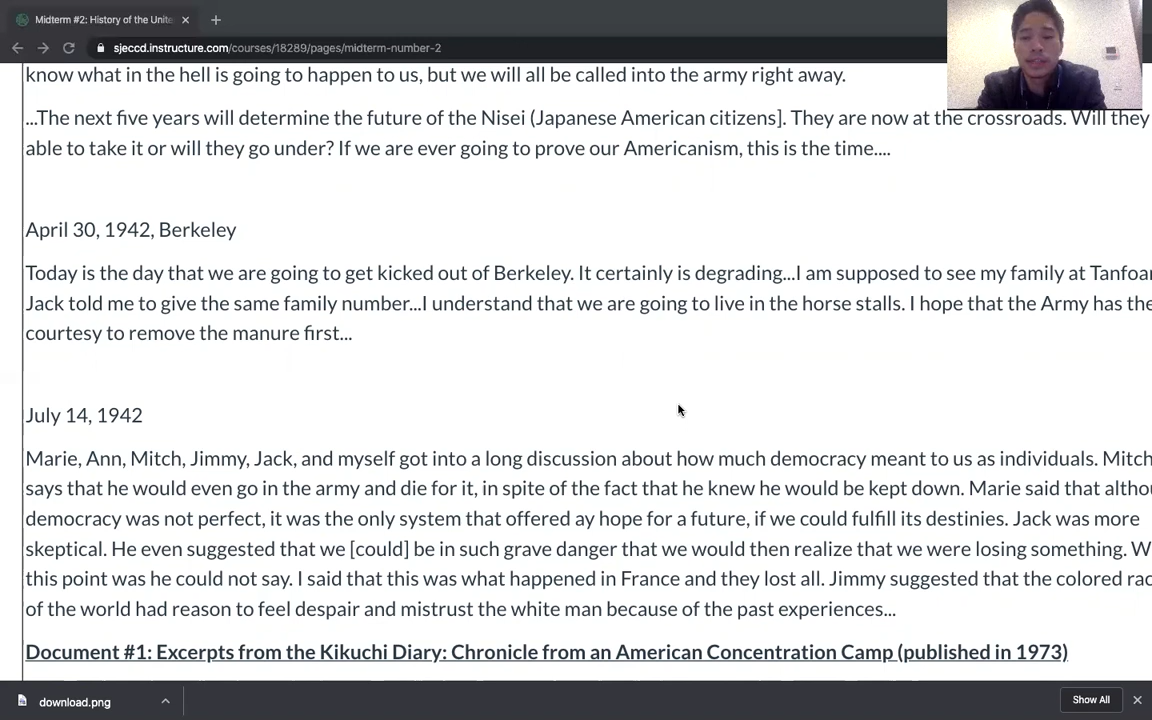 Midterm #2: History of the Unite
sjeccd.instructure.com/courses/18289/pages/midterm-number-2
know what in the hell is going to happen to us, but we will all be called into the army right away.
...The next five years will determine the future of the Nisei (Japanese American citizens]. They are now at the crossroads. Will they
able to take it or will they go under? If we are ever going to prove our Americanism, this is the time....
April 30, 1942, Berkeley
Today is the day that we are going to get kicked out of Berkeley. It certainly is degrading...I am supposed to see my family at Tanfoar
Jack told me to give the same family number...I understand that we are going to live in the horse stalls. I hope that the Army has the
courtesy to remove the manure first...
July 14, 1942
Marie, Ann, Mitch, Jimmy, Jack, and myself got into a long discussion about how much democracy meant to us as individuals. Mitch
says that he would even go in the army and die for it, in spite of the fact that he knew he would be kept down. Marie said that altho
democracy was not perfect, it was the only system that offered ay hope for a future, if we could fulfill its destinies. Jack was more
skeptical. He even suggested that we [could] be in such grave danger that we would then realize that we were losing something. W
this point was he could not say. I said that this was what happened in France and they lost all. Jimmy suggested that the colored rac
of the world had reason to feel despair and mistrust the white man because of the past experiences...
Document #1: Excerpts from the Kikuchi Diary: Chronicle from an American Concentration Camp (published in 1973)
download.png
Show All